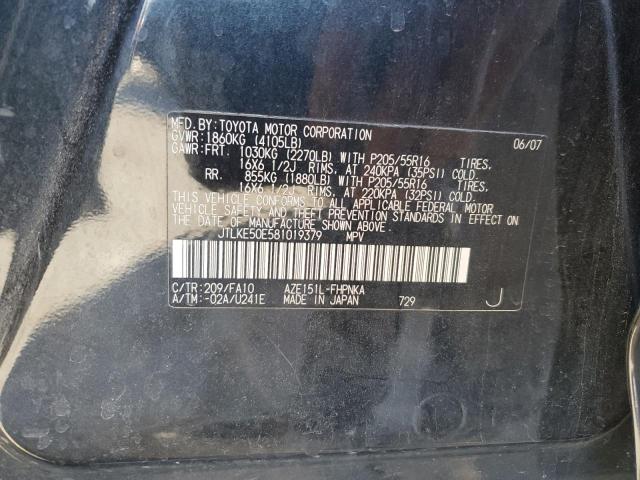 MFD.BY:TOYOTA MOTOR CORPORATION 06/07
GVWR:1860KG (4105LB)
GAWR:FRT. 1030KG (2270LB) WITH P205/55R16 TIRES,
16X6 1/2J RIMS, AT 240KPA (35PSI) COLD.
RR. 855KG (1880LB) WITH P205/55R16 TIRES,
16X6 1/2J RIMS, AT 220KPA (32PSI) COLD.
THIS VEHICLE CONFORMS TO ALL APPLICABLE FEDERAL MOTOR
VEHICLE SAFETY AND THEFT PREVENTION STANDARDS IN EFFECT ON
THE DATE OF MANUFACTURE SHOWN ABOVE.
JTLKE50E581019379 MPV
C/TR:209/FA10 AZE151L-FHPNKA
A/TM:-02A/U241E MADE IN JAPAN 729 J